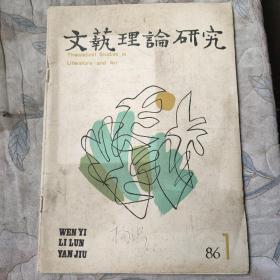 文藝理論研究
Theoretical Studies in
Literature and Art
WEN YI
LI LUN
YAN JIU
86 1